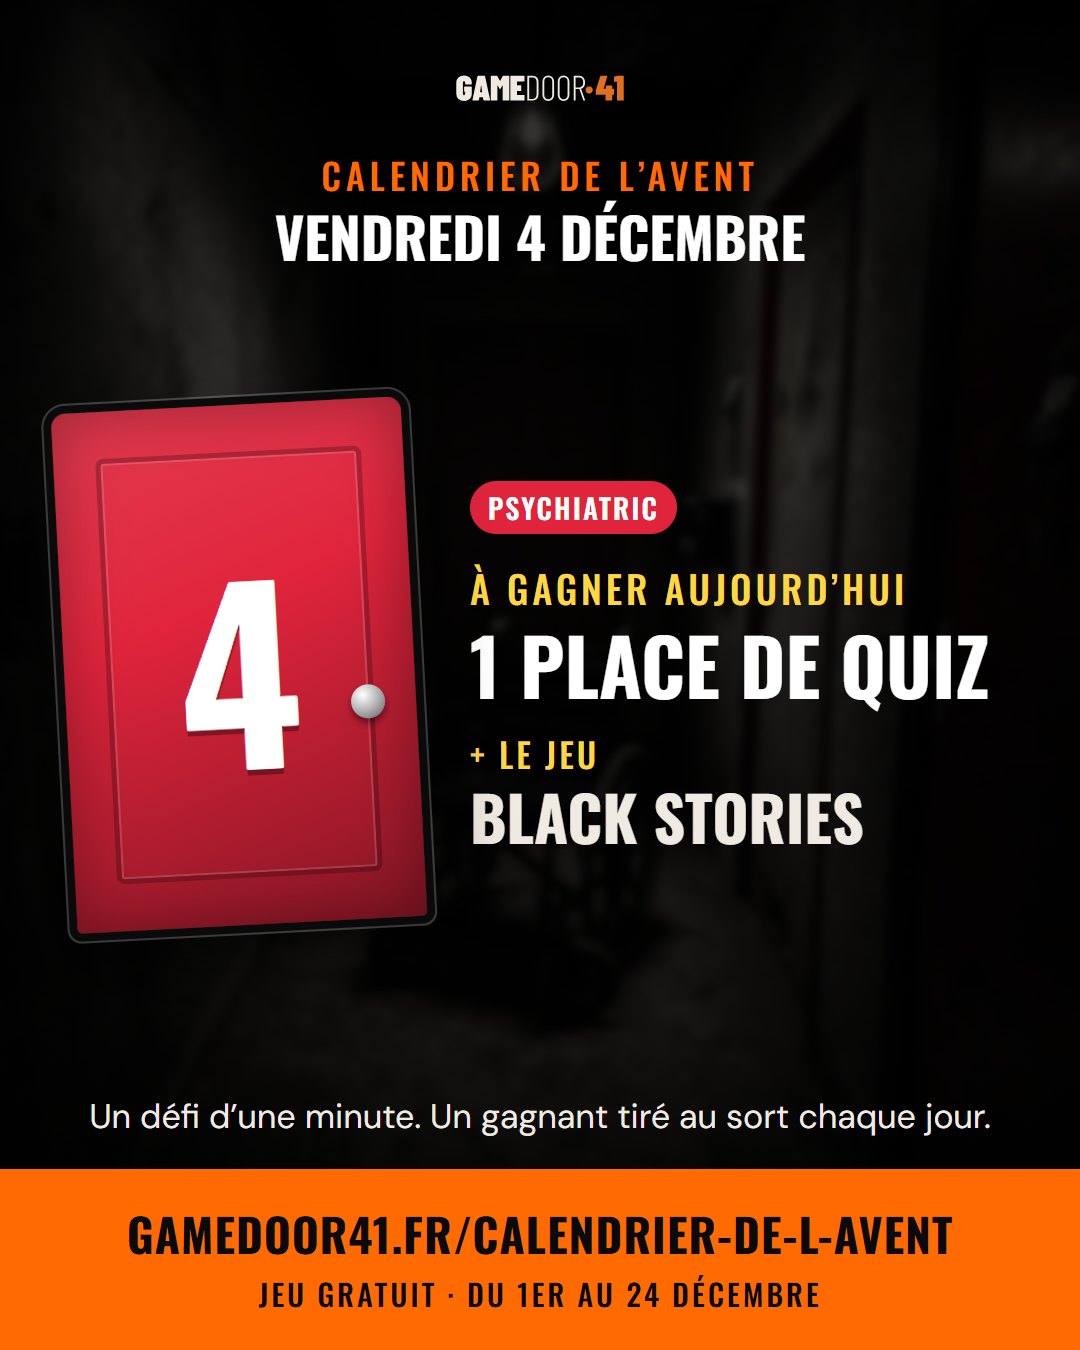 GAMEDOOR·41
CALENDRIER DE L’AVENT
VENDREDI 4 DÉCEMBRE
4
PSYCHIATRIC
À GAGNER AUJOURD’HUI
1 PLACE DE QUIZ
+ LE JEU
BLACK STORIES
Un défi d’une minute. Un gagnant tiré au sort chaque jour.
GAMEDOOR41.FR/CALENDRIER-DE-L-AVENT
JEU GRATUIT · DU 1ER AU 24 DÉCEMBRE